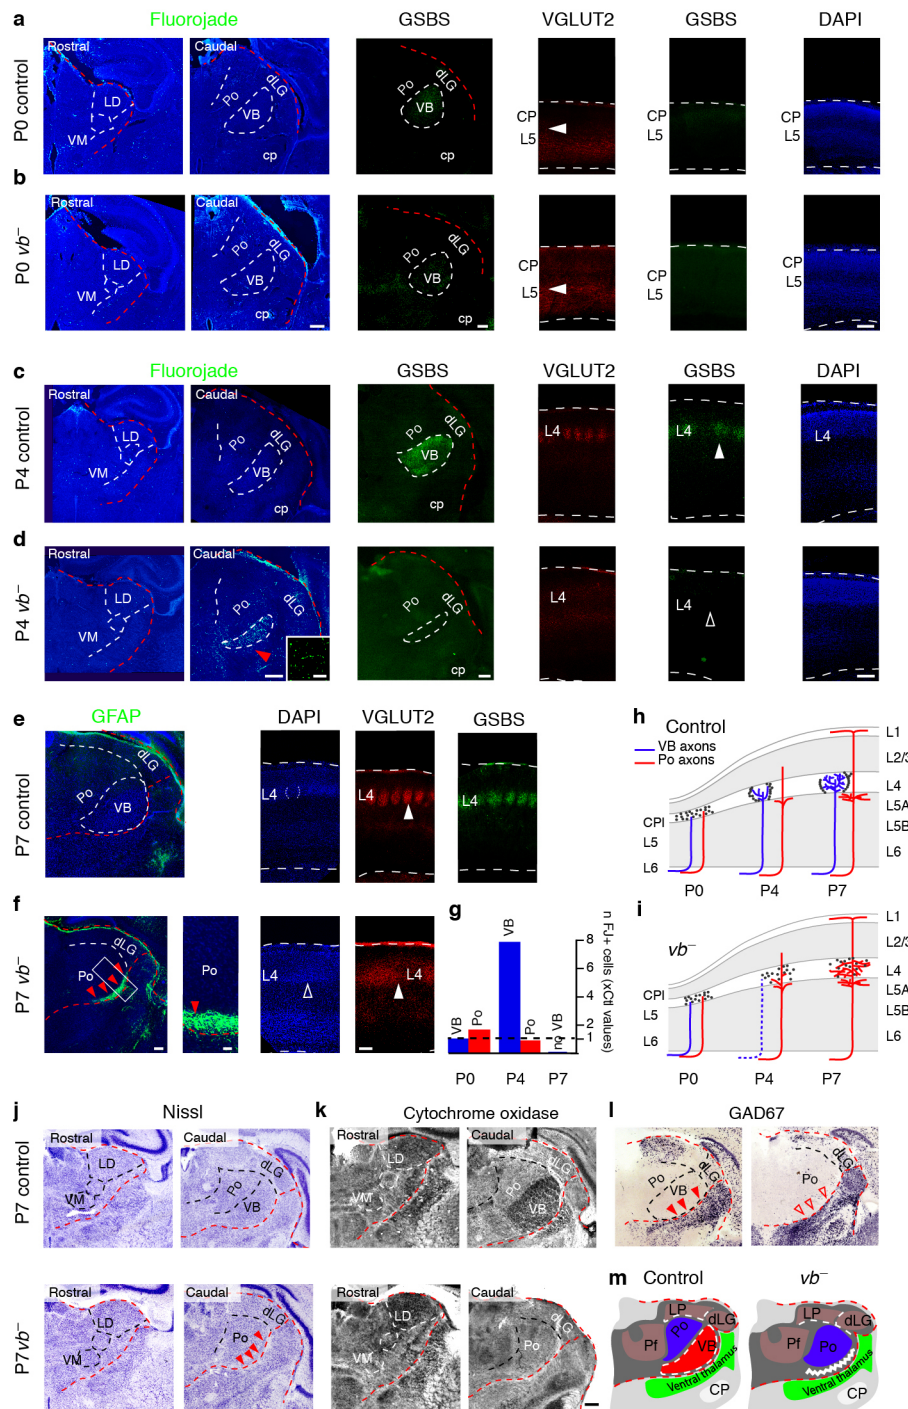 a
Fluorojade
GSBS
VGLUT2
GSBS
DAPI
P0 control
Rostral
LD
VM
Caudal
Po
dLG
VB
cp
Po
dLG
VB
cp
CP
L5
CP
L5
b
P0 vb−
Rostral
LD
VM
Caudal
Po
dLG
VB
cp
Po
dLG
VB
cp
CP
L5
CP
L5
CP
L5
c
Fluorojade
GSBS
VGLUT2
GSBS
DAPI
P4 control
Rostral
LD
VM
Caudal
Po
dLG
VB
cp
Po
dLG
VB
cp
L4
L4
L4
d
P4 vb−
Rostral
LD
VM
Caudal
Po
dLG
Po
dLG
cp
L4
L4
e
GFAP
DAPI
VGLUT2
GSBS
P7 control
Po
dLG
VB
L4
L4
L4
f
P7 vb−
Po
dLG
Po
L4
L4
g
VB
Po
VB
Po
no VB
8
6
4
2
1
n FJ+ cells (xCtl values)
P0
P4
P7
h
Control
VB axons
Po axons
L1
L2/3
L4
L5A
L5B
L6
CPl
L5
L6
P0
P4
P7
i
vb−
L1
L2/3
L4
L5A
L5B
L6
CPl
L5
L6
P0
P4
P7
j
Nissl
P7 control
Rostral
LD
VM
Caudal
Po
dLG
VB
P7vb−
Rostral
LD
VM
Caudal
Po
dLG
k
Cytochrome oxidase
Rostral
LD
VM
Caudal
Po
dLG
VB
Rostral
LD
VM
Caudal
Po
dLG
l
GAD67
Po
dLG
VB
Po
dLG
m
Control
vb−
LP
Po
dLG
Pf
VB
Ventral thalamus
CP
LP
dLG
Pf
Po
Ventral thalamus
CP